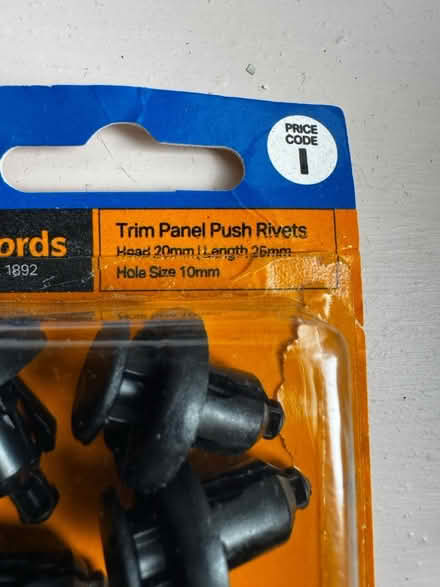 PRICE
CODE
I
Trim Panel Push Rivets
ords
Head 20mm | Length 25mm
1892
Hole Size 10mm